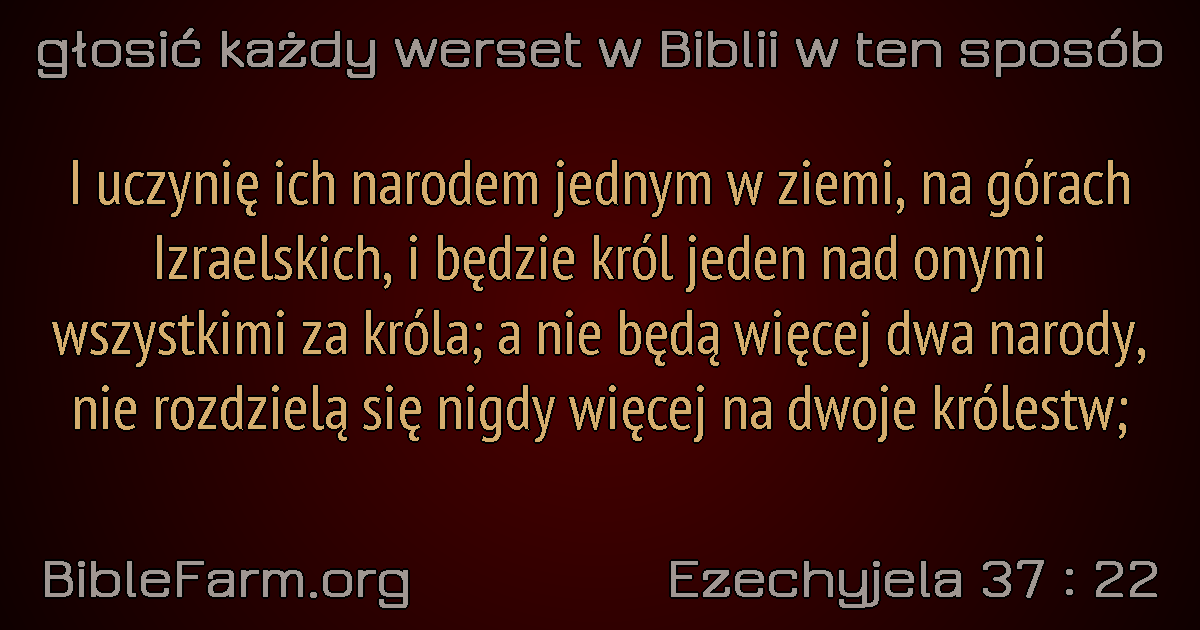 głosić każdy werset w Biblii w ten sposób
I uczynię ich narodem jednym w ziemi, na górach
Izraelskich, i będzie król jeden nad onymi
wszystkimi za króla; a nie będą więcej dwa narody,
nie rozdzielą się nigdy więcej na dwoje królestw;
BibleFarm.org
Ezechyjela 37 : 22